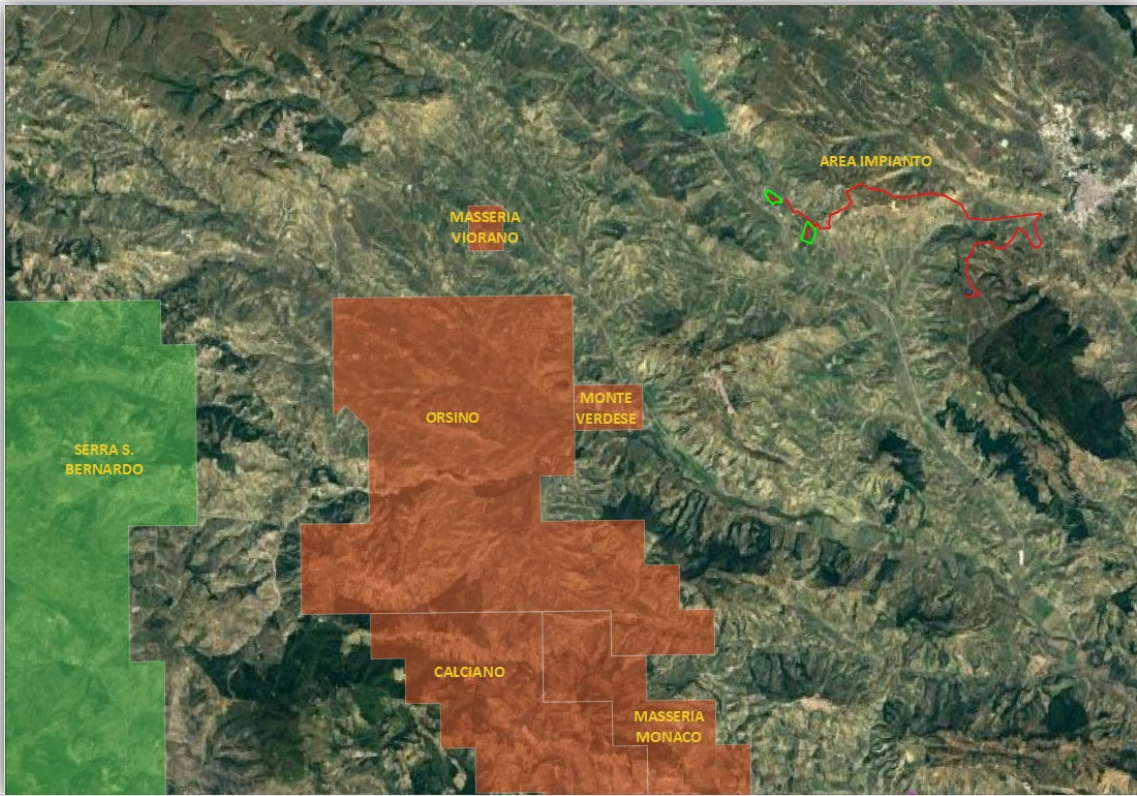 AREA IMPIANTO
MASSERIA
VIORANO
MONTE
VERDESE
ORSINO
SERRA S.
BERNARDO
CALCIANO
MASSERIA
MONACO